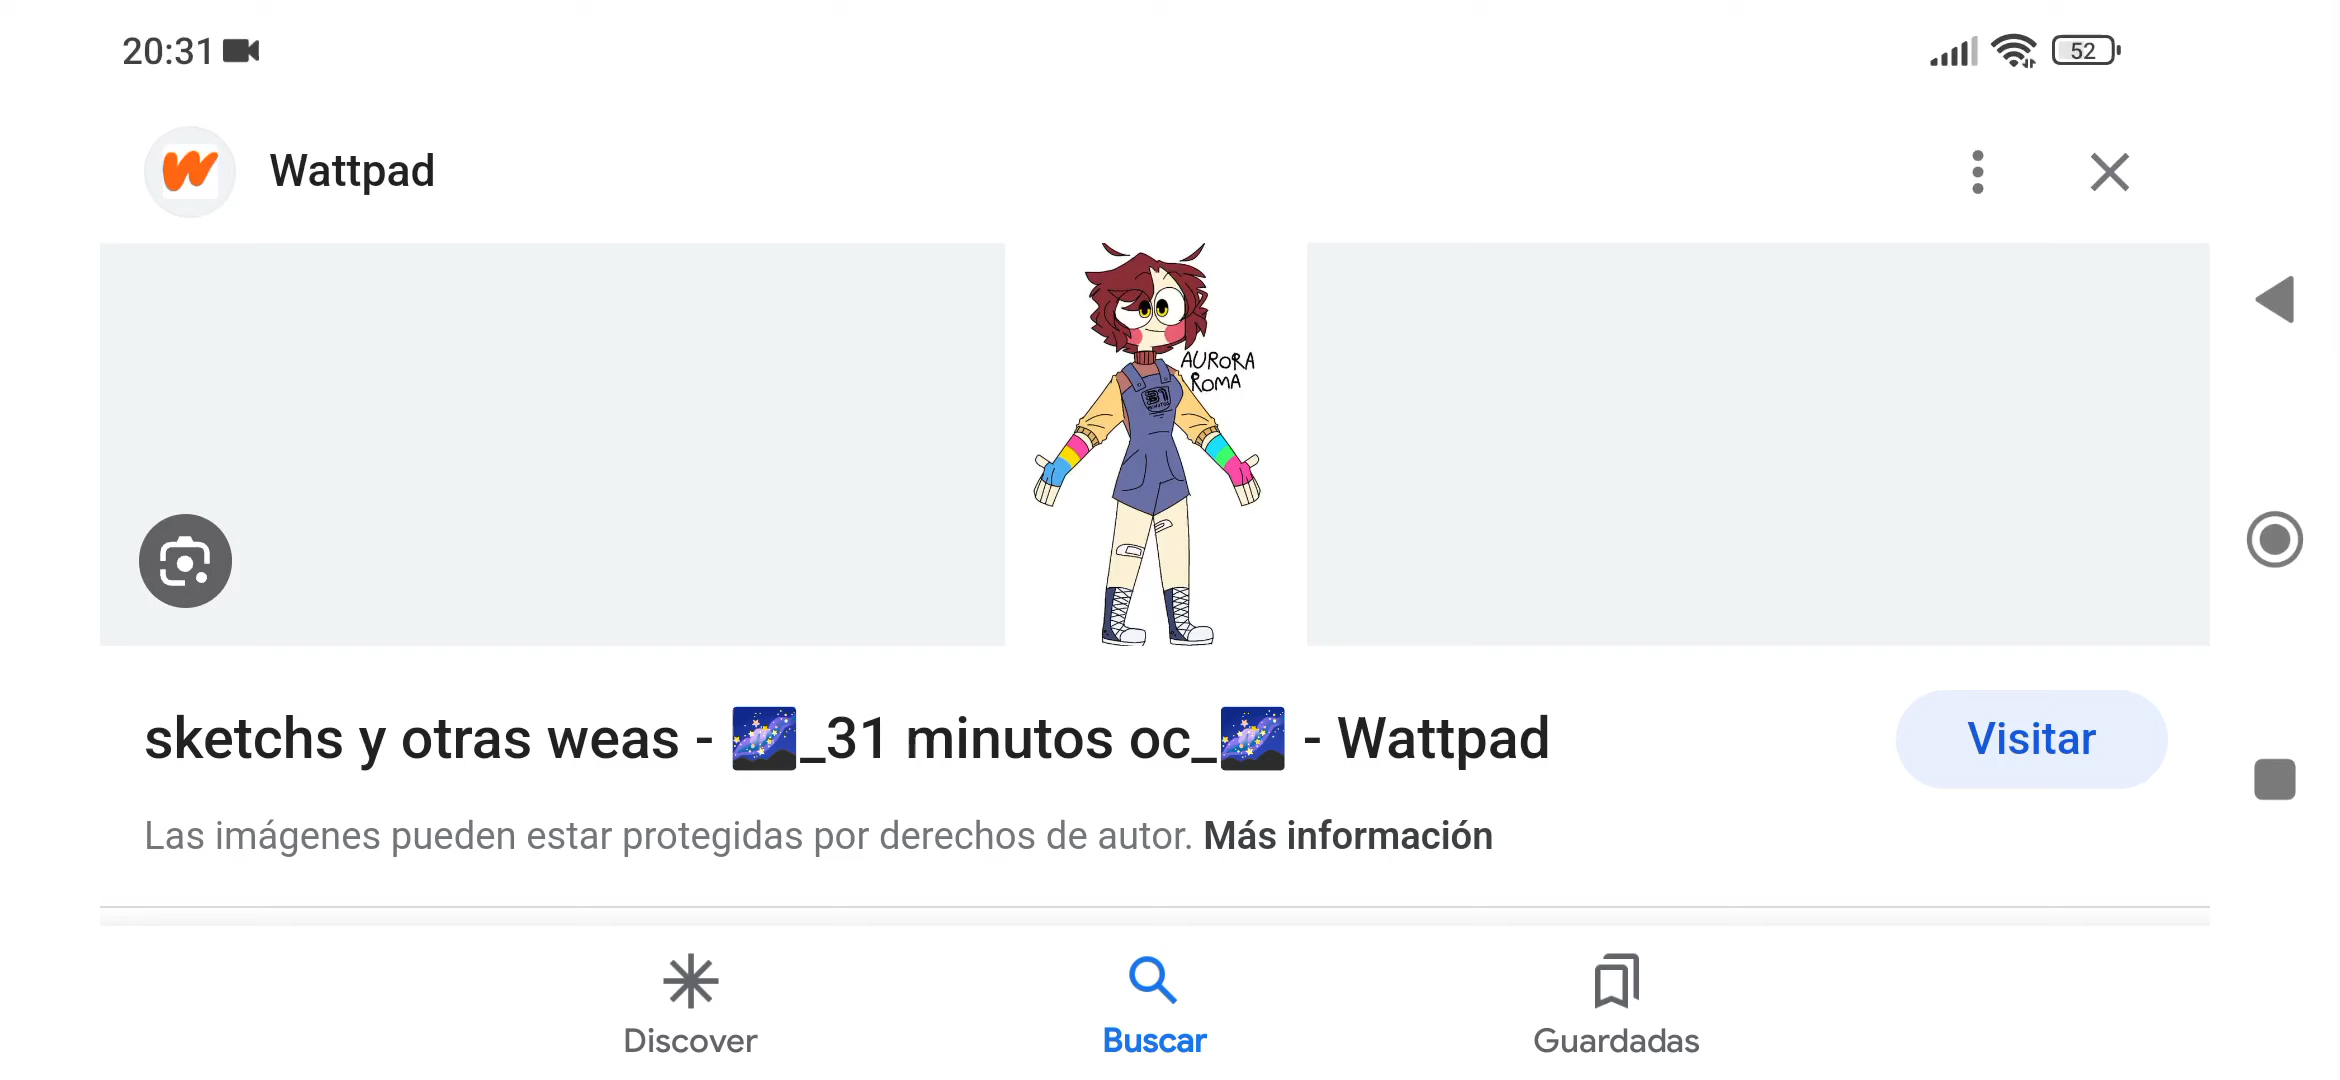 20:31
52
Wattpad
AURORA
ROMA
31
MINUTOS
sketchs y otras weas - 🌌_31 minutos oc_🌌 - Wattpad
Visitar
Las imágenes pueden estar protegidas por derechos de autor. Más información
Discover
Buscar
Guardadas